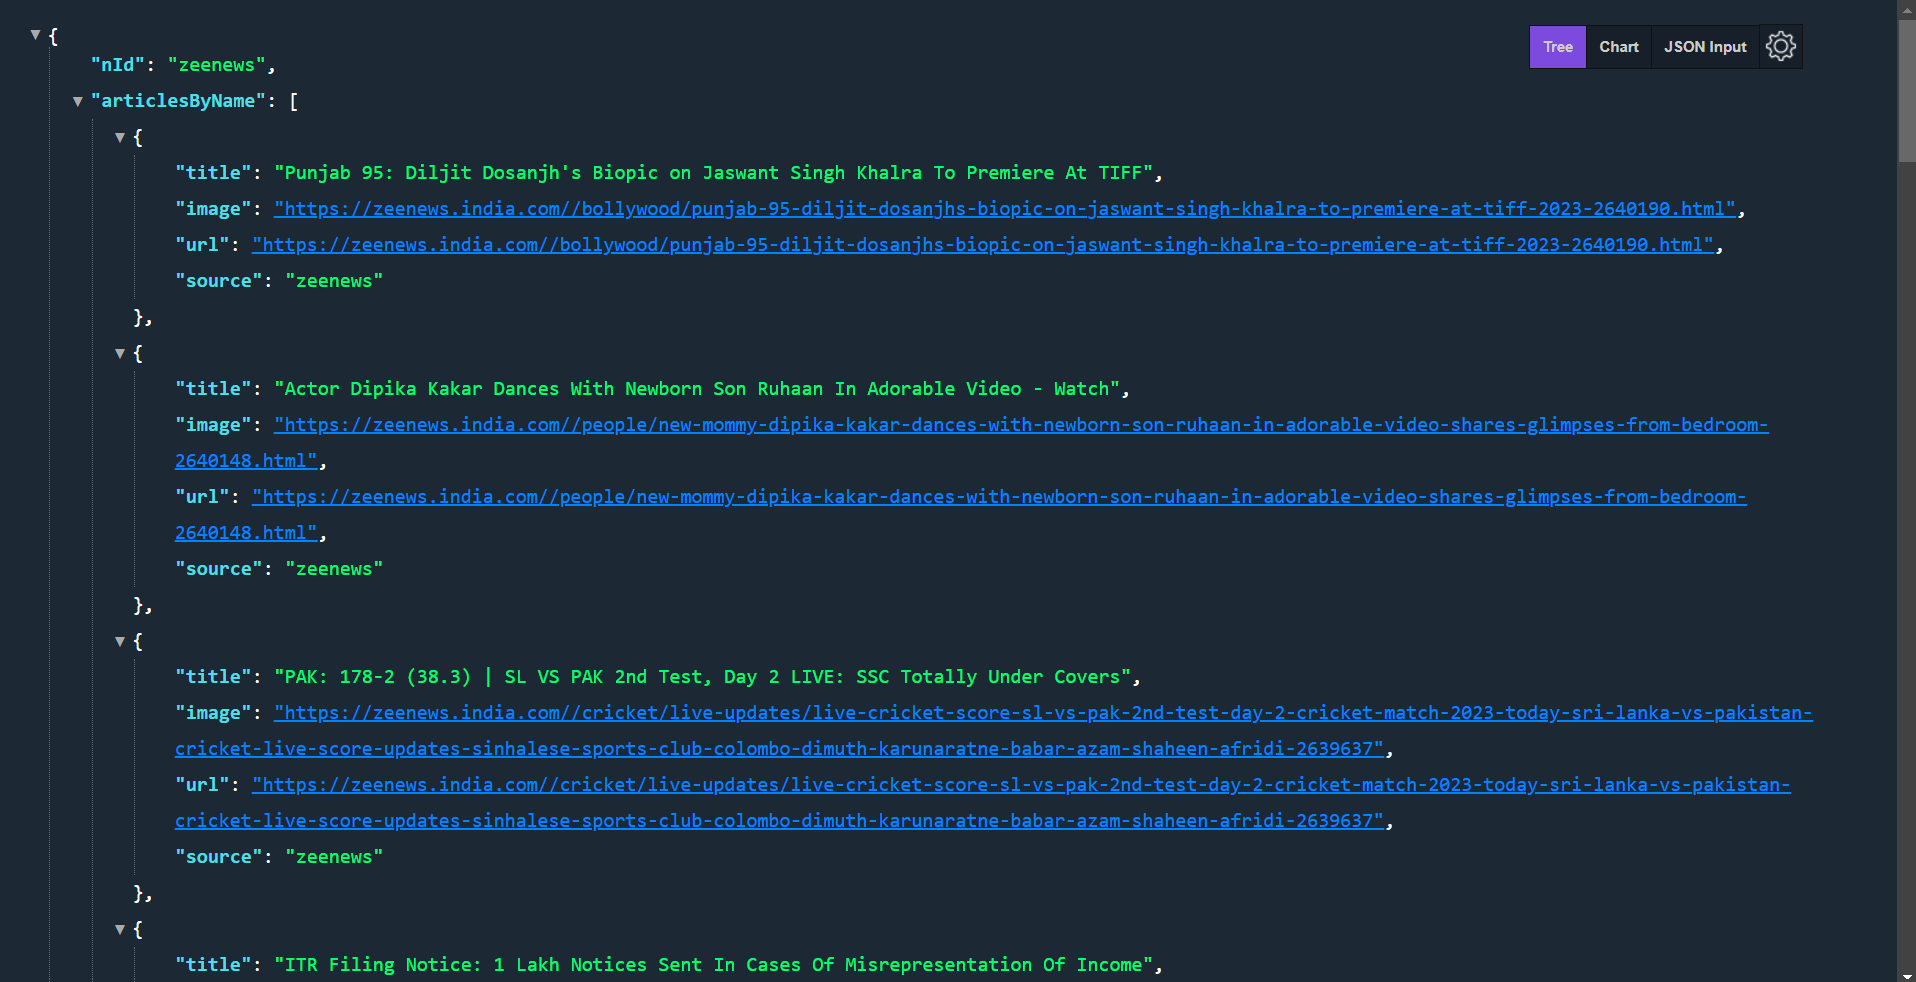 {
Tree Chart JSON Input
"nId": "zeenews",
"articlesByName": [
{
"title": "Punjab 95: Diljit Dosanjh's Biopic on Jaswant Singh Khalra To Premiere At TIFF",
"image": "https://zeenews.india.com//bollywood/punjab-95-diljit-dosanjhs-biopic-on-jaswant-singh-khalra-to-premiere-at-tiff-2023-2640190.html",
"url": "https://zeenews.india.com//bollywood/punjab-95-diljit-dosanjhs-biopic-on-jaswant-singh-khalra-to-premiere-at-tiff-2023-2640190.html",
"source": "zeenews"
},
{
"title": "Actor Dipika Kakar Dances With Newborn Son Ruhaan In Adorable Video - Watch",
"image": "https://zeenews.india.com//people/new-mommy-dipika-kakar-dances-with-newborn-son-ruhaan-in-adorable-video-shares-glimpses-from-bedroom-
2640148.html",
"url": "https://zeenews.india.com//people/new-mommy-dipika-kakar-dances-with-newborn-son-ruhaan-in-adorable-video-shares-glimpses-from-bedroom-
2640148.html",
"source": "zeenews"
},
{
"title": "PAK: 178-2 (38.3) | SL VS PAK 2nd Test, Day 2 LIVE: SSC Totally Under Covers",
"image": "https://zeenews.india.com//cricket/live-updates/live-cricket-score-sl-vs-pak-2nd-test-day-2-cricket-match-2023-today-sri-lanka-vs-pakistan-
cricket-live-score-updates-sinhalese-sports-club-colombo-dimuth-karunaratne-babar-azam-shaheen-afridi-2639637",
"url": "https://zeenews.india.com//cricket/live-updates/live-cricket-score-sl-vs-pak-2nd-test-day-2-cricket-match-2023-today-sri-lanka-vs-pakistan-
cricket-live-score-updates-sinhalese-sports-club-colombo-dimuth-karunaratne-babar-azam-shaheen-afridi-2639637",
"source": "zeenews"
},
{
"title": "ITR Filing Notice: 1 Lakh Notices Sent In Cases Of Misrepresentation Of Income",